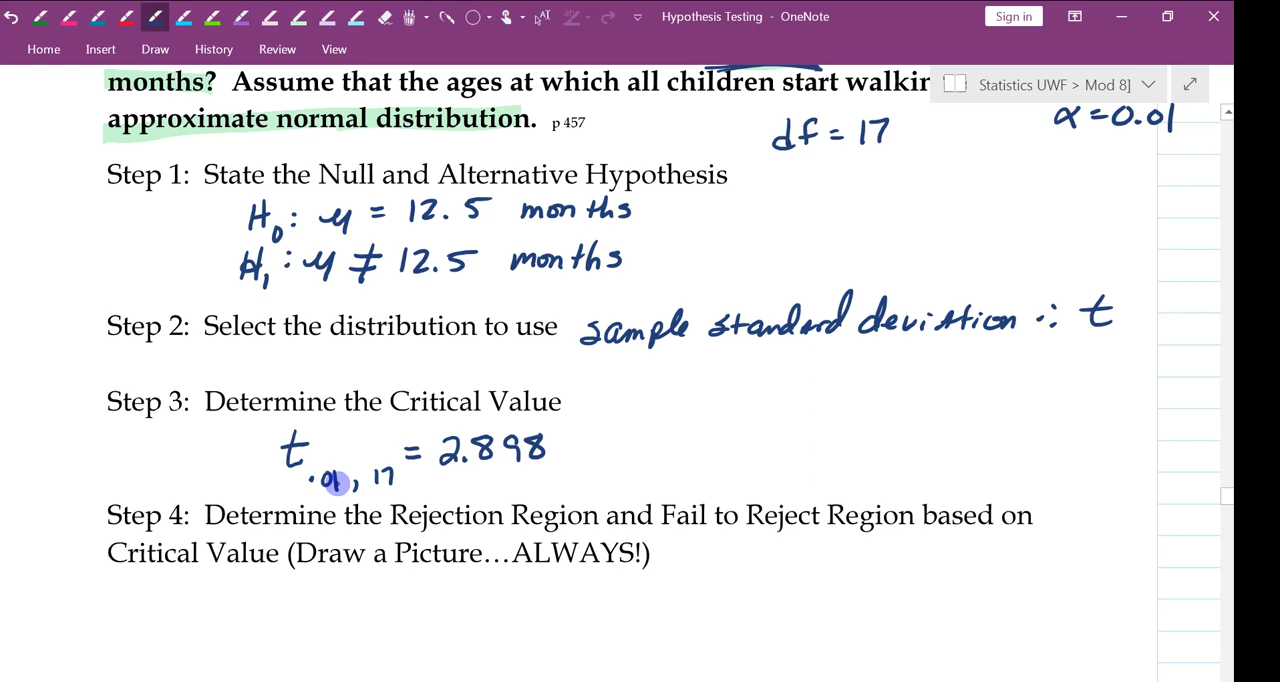 Hypothesis Testing - OneNote
Sign in
Home Insert Draw History Review View
months? Assume that the ages at which all children start walkin
Statistics UWF > Mod 8]
approximate normal distribution. p 457
df = 17
α = 0.01
Step 1: State the Null and Alternative Hypothesis
H0: μ = 12.5 months
H1: μ ≠ 12.5 months
Step 2: Select the distribution to use sample standard deviation ∴ t
Step 3: Determine the Critical Value
t.01, 17 = 2.898
Step 4: Determine the Rejection Region and Fail to Reject Region based on
Critical Value (Draw a Picture…ALWAYS!)